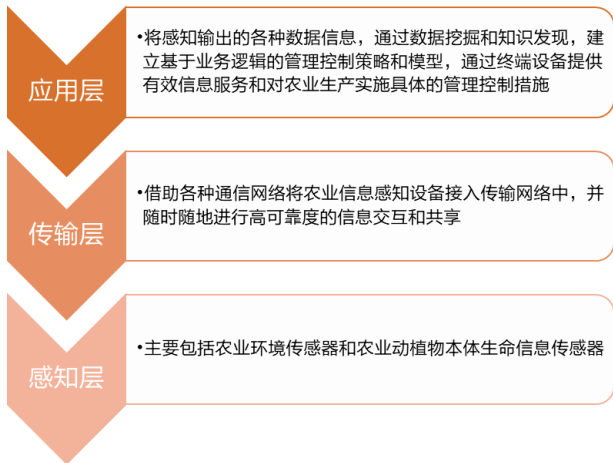 应用层
•将感知输出的各种数据信息，通过数据挖掘和知识发现，建
立基于业务逻辑的管理控制策略和模型，通过终端设备提供
有效信息服务和对农业生产实施具体的管理控制措施
传输层
•借助各种通信网络将农业信息感知设备接入传输网络中，并
随时随地进行高可靠度的信息交互和共享
感知层
•主要包括农业环境传感器和农业动植物本体生命信息传感器